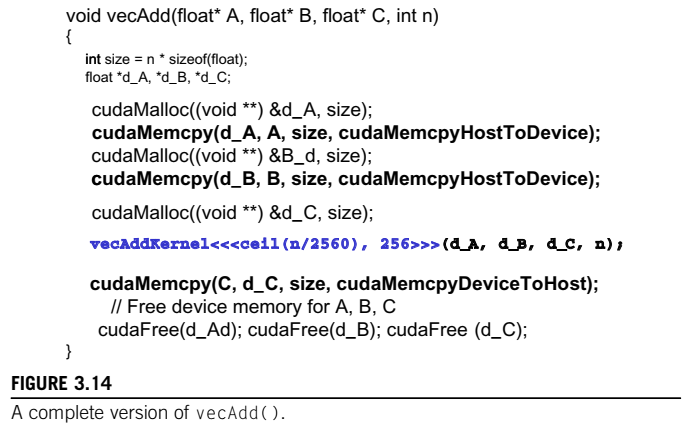 void vecAdd(float* A, float* B, float* C, int n)
{
int size = n * sizeof(float);
float *d_A, *d_B, *d_C;
cudaMalloc((void **) &d_A, size);
cudaMemcpy(d_A, A, size, cudaMemcpyHostToDevice);
cudaMalloc((void **) &B_d, size);
cudaMemcpy(d_B, B, size, cudaMemcpyHostToDevice);
cudaMalloc((void **) &d_C, size);
vecAddKernel<<<ceil(n/2560), 256>>>(d_A, d_B, d_C, n);
cudaMemcpy(C, d_C, size, cudaMemcpyDeviceToHost);
// Free device memory for A, B, C
cudaFree(d_Ad); cudaFree(d_B); cudaFree (d_C);
}
FIGURE 3.14
A complete version of vecAdd().